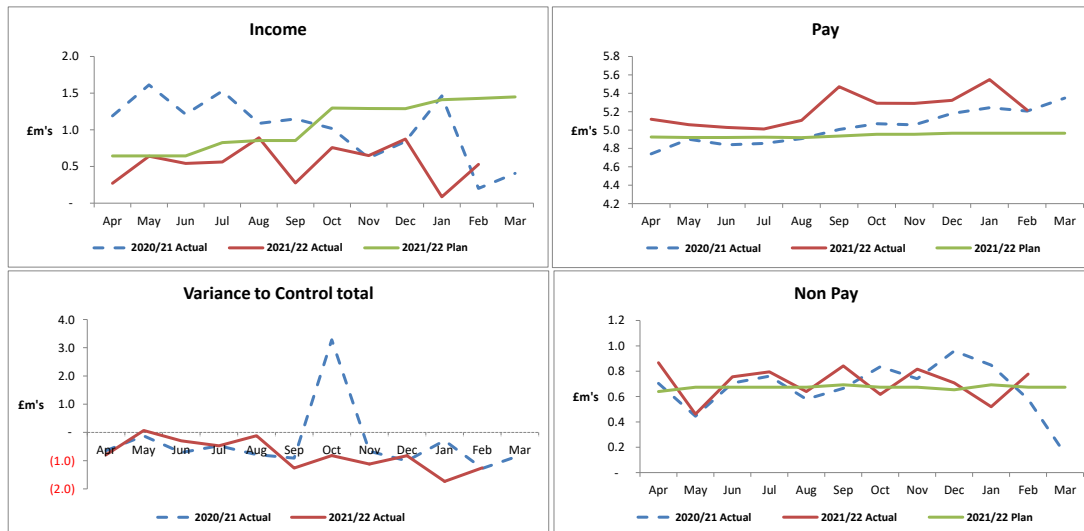 Income
2.0
1.5
1.0
£m's
0.5
-
Apr May Jun Jul Aug Sep Oct Nov Dec Jan Feb Mar
2020/21 Actual 2021/22 Actual 2021/22 Plan
Pay
5.8
5.6
5.4
5.2
£m's
5.0
4.8
4.6
4.4
4.2
Apr May Jun Jul Aug Sep Oct Nov Dec Jan Feb Mar
2020/21 Actual 2021/22 Actual 2021/22 Plan
Variance to Control total
4.0
3.0
2.0
£m's
1.0
-
Apr May Jun Jul Aug Sep Oct Nov Dec Jan Feb Mar
(1.0)
(2.0)
2020/21 Actual 2021/22 Actual
Non Pay
1.2
1.0
0.8
£m's
0.6
0.4
0.2
-
Apr May Jun Jul Aug Sep Oct Nov Dec Jan Feb Mar
2020/21 Actual 2021/22 Actual 2021/22 Plan